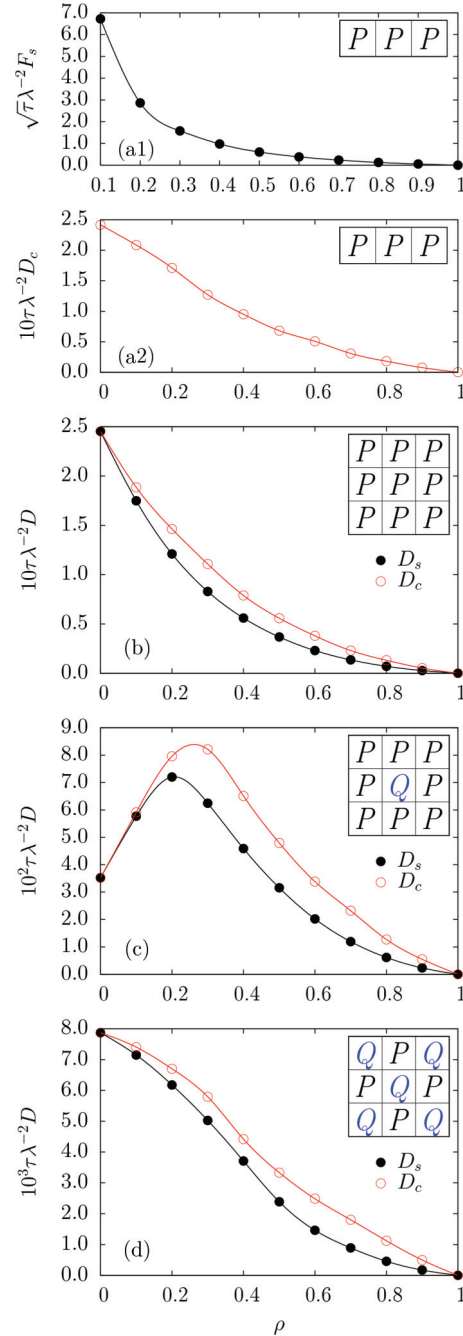 7.0
6.0
5.0
4.0
3.0
2.0
1.0
0.0
√τλ⁻²Fₛ
P P P
(a1)
0.1 0.2 0.3 0.4 0.5 0.6 0.7 0.8 0.9 1
2.5
2.0
1.5
1.0
0.5
0.0
10τλ⁻²D_c
P P P
(a2)
0 0.2 0.4 0.6 0.8 1
2.5
2.0
1.5
1.0
0.5
0.0
10τλ⁻²D
P P P
P P P
P P P
Dₛ
D_c
(b)
0 0.2 0.4 0.6 0.8 1
9.0
8.0
7.0
6.0
5.0
4.0
3.0
2.0
1.0
0.0
10²τλ⁻²D
P P P
P Q P
P P P
Dₛ
D_c
(c)
0 0.2 0.4 0.6 0.8 1
8.0
7.0
6.0
5.0
4.0
3.0
2.0
1.0
0.0
10³τλ⁻²D
Q P Q
P Q P
Q P Q
Dₛ
D_c
(d)
0 0.2 0.4 0.6 0.8 1
ρ